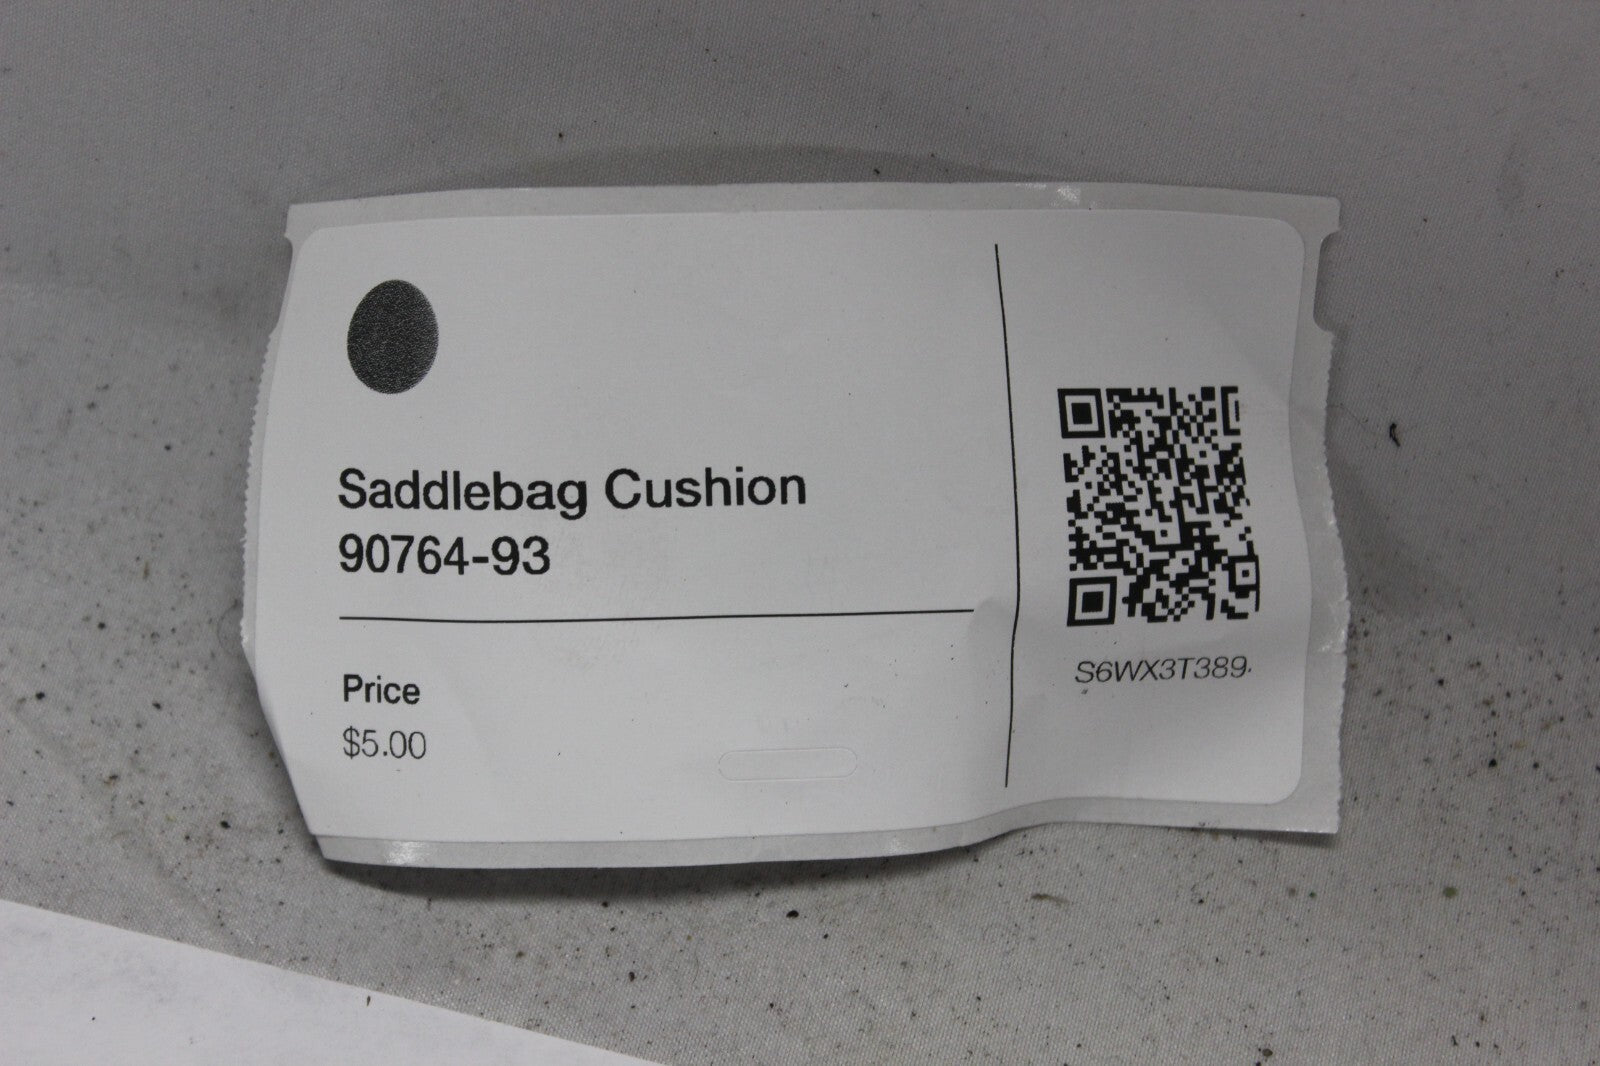 Saddlebag Cushion
90764-93
Price
$5.00
S6WX3T389